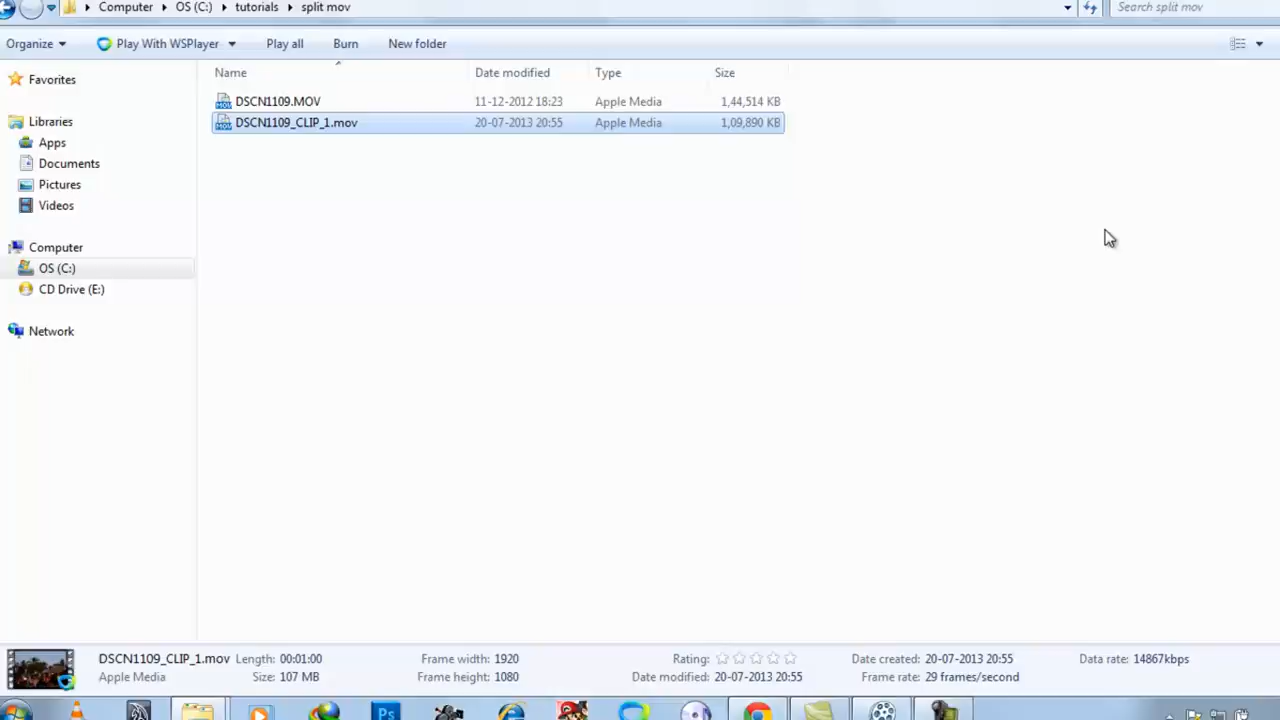 Computer ▸ OS (C:) ▸ tutorials ▸ split mov
Search split mov
Organize
Play With WSPlayer
Play all
Burn
New folder
Favorites
Libraries
Apps
Documents
Pictures
Videos
Computer
OS (C:)
CD Drive (E:)
Network
Name Date modified Type Size
DSCN1109.MOV 11-12-2012 18:23 Apple Media 1,44,514 KB
DSCN1109_CLIP_1.mov 20-07-2013 20:55 Apple Media 1,09,890 KB
DSCN1109_CLIP_1.mov Length: 00:01:00 Frame width: 1920 Rating: Date created: 20-07-2013 20:55 Data rate: 14867kbps
Apple Media Size: 107 MB Frame height: 1080 Date modified: 20-07-2013 20:55 Frame rate: 29 frames/second
Ps